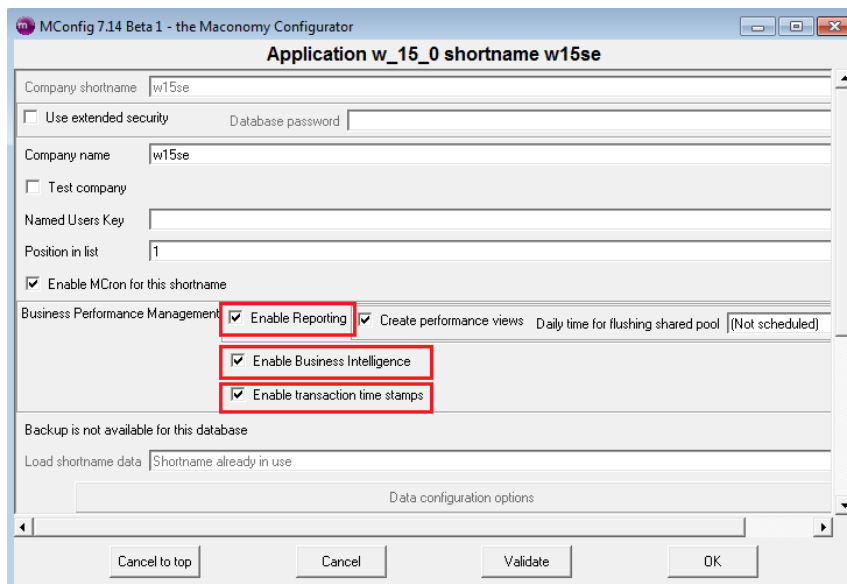 MConfig 7.14 Beta 1 - the Maconomy Configurator
Application w_15_0 shortname w15se
Company shortname w15se
Use extended security Database password
Company name w15se
Test company
Named Users Key
Position in list 1
Enable MCron for this shortname
Business Performance Management Enable Reporting Create performance views Daily time for flushing shared pool (Not scheduled)
Enable Business Intelligence
Enable transaction time stamps
Backup is not available for this database
Load shortname data Shortname already in use
Data configuration options
Cancel to top Cancel Validate OK